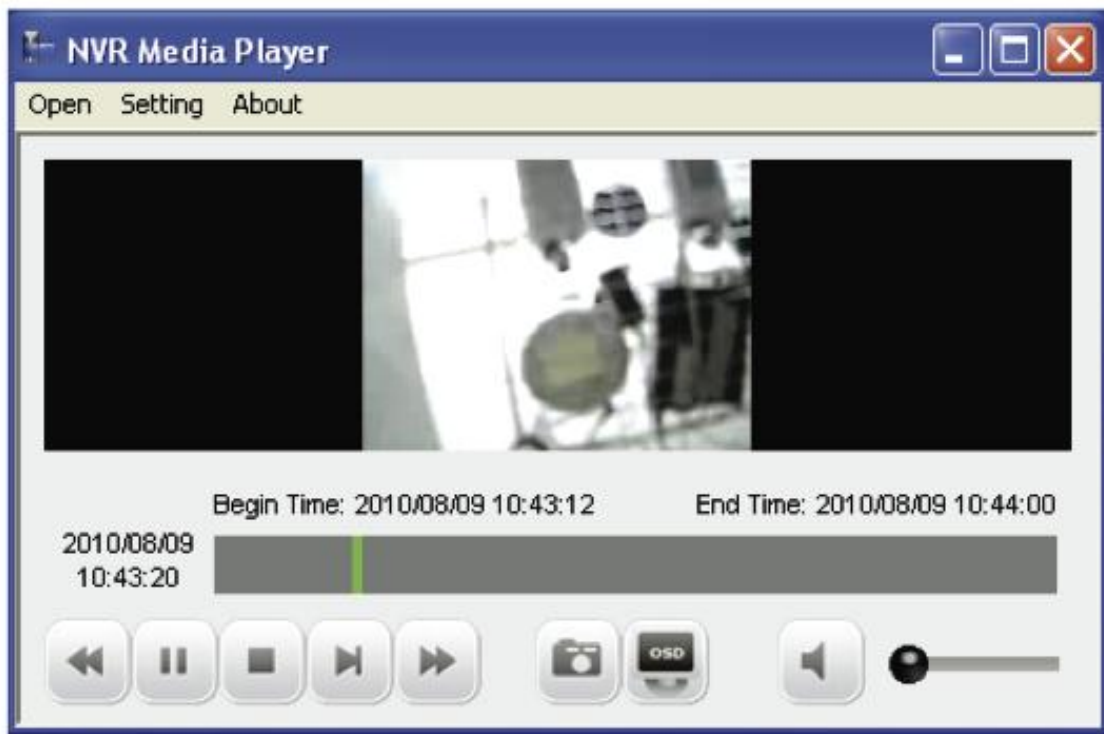 NVR Media Player
Open Setting About
Begin Time: 2010/08/09 10:43:12 End Time: 2010/08/09 10:44:00
2010/08/09
10:43:20
OSD